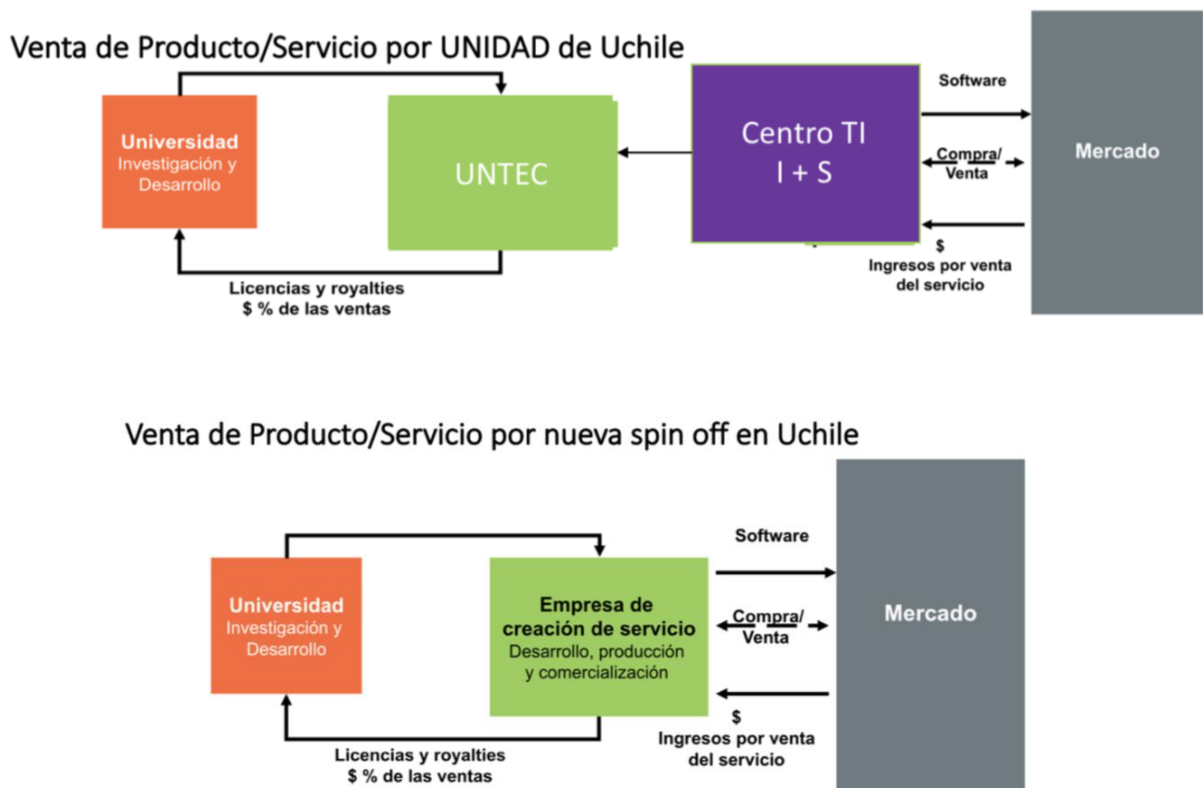 Venta de Producto/Servicio por UNIDAD de Uchile
Universidad
Investigación y
Desarrollo
UNTEC
Centro TI
I + S
Software
Compra/
Venta
$
Ingresos por venta
del servicio
Mercado
Licencias y royalties
$ % de las ventas
Venta de Producto/Servicio por nueva spin off en Uchile
Universidad
Investigación y
Desarrollo
Empresa de
creación de servicio
Desarrollo, producción
y comercialización
Software
Compra/
Venta
$
Ingresos por venta
del servicio
Mercado
Licencias y royalties
$ % de las ventas